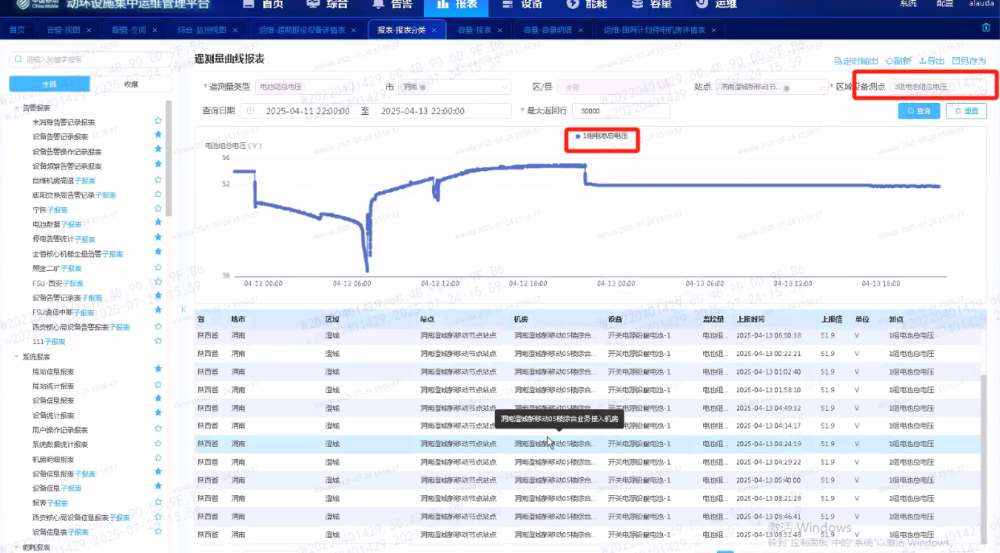 中国移动 China Mobile 动环设施集中运维管理平台 首页 综合 告警 报表 设备 能耗 容量 运维 系统 配置 alauda
首页 告警-视图 × 配置-空间 × 综合-监控视图 × 运维-超期服役设备详情表 × 报表-报表分类 × 容量-报表 × 容量-容量明细 × 运维-国网计划停电机房详情表 ×
请输入关键字搜索
全部 收藏
告警报表
未消除告警记录报表
设备告警记录报表
设备告警操作记录报表
设备频繁告警记录报表
自维机房高温子报表
咸阳交换局告警记录子报表
宁陕子报表
电池数据子报表
停电告警统计子报表
全省核心机楼全量告警子报表
照金二矿子报表
FSU-西安子报表
设备告警记录表子报表
FSU通信中断子报表
西安核心局设备告警报表子报表
111子报表
系统报表
局站信息报表
局站统计报表
设备信息报表
设备统计报表
用户操作记录报表
系统数据统计报表
机房明细报表
设备信息报表子报表
设备信息子报表
报表子报表
西安核心局设备信息报表子报表
设备信息表子报表
能耗报表
遥测量曲线报表
定时输出 刷新 导出 另存为
* 遥测量类型 电池组总电压 市 渭南 区/县 全部 站点 渭南澄城新移动节... * 区域设备测点 3组电池组总电压
查询日期 2025-04-11 22:00:00 至 2025-04-13 22:00:00 * 最大返回行 50000 查询 重置
1组电池总电压
电池组总电压 ( V )
56
52
38
04-12 00:00 04-12 06:00 04-12 12:00 04-12 18:00 04-13 00:00 04-13 06:00 04-13 12:00 04-13 18:00
省 地市 区域 站点 机房 设备 监控量 上限时间 上限值 单位 测点
陕西省 渭南 澄城 渭南澄城新移动节点站点 渭南澄城新移动05楼综合... 开关电源铅酸电池-1 电池组... 2025-04-13 06:50:38 51.9 V 1组电池总电压
陕西省 渭南 澄城 渭南澄城新移动节点站点 渭南澄城新移动05楼综合... 开关电源铅酸电池-1 电池组... 2025-04-13 00:22:21 51.9 V 1组电池总电压
陕西省 渭南 澄城 渭南澄城新移动节点站点 渭南澄城新移动05楼综合... 开关电源铅酸电池-1 电池组... 2025-04-13 01:02:40 51.9 V 1组电池总电压
陕西省 渭南 澄城 渭南澄城新移动节点站点 渭南澄城新移动05楼综合... 开关电源铅酸电池-1 电池组... 2025-04-13 01:58:10 51.9 V 1组电池总电压
陕西省 渭南 澄城 渭南澄城新移动节点站点 渭南澄城新移动05楼综合... 开关电源铅酸电池-1 电池组... 2025-04-13 04:49:32 51.9 V 1组电池总电压
陕西省 渭南 澄城 渭南澄城新移动节点站点 开关电源铅酸电池-1 电池组... 2025-04-13 04:14:17 51.9 V 1组电池总电压
渭南澄城新移动05楼综合业务接入机房
陕西省 渭南 澄城 渭南澄城新移动节点站点 渭南澄城新移动05楼综合... 开关电源铅酸电池-1 电池组... 2025-04-13 04:24:19 51.9 V 1组电池总电压
陕西省 渭南 澄城 渭南澄城新移动节点站点 渭南澄城新移动05楼综合... 开关电源铅酸电池-1 电池组... 2025-04-13 04:29:22 51.9 V 1组电池总电压
陕西省 渭南 澄城 渭南澄城新移动节点站点 渭南澄城新移动05楼综合... 开关电源铅酸电池-1 电池组... 2025-04-13 05:40:00 51.9 V 1组电池总电压
陕西省 渭南 澄城 渭南澄城新移动节点站点 渭南澄城新移动05楼综合... 开关电源铅酸电池-1 电池组... 2025-04-13 08:21:28 51.9 V 1组电池总电压
陕西省 渭南 澄城 渭南澄城新移动节点站点 渭南澄城新移动05楼综合... 开关电源铅酸电池-1 电池组... 2025-04-13 08:46:41 51.9 V 1组电池总电压
陕西省 渭南 澄城 渭南澄城新移动节点站点 渭南澄城新移动05楼综合... 开关电源铅酸电池-1 电池组... 2025-04-13 08:51:48 51.9 V 1组电池总电压
激活 Windows
转到"控制面板"中的"系统"以激活 Windows。